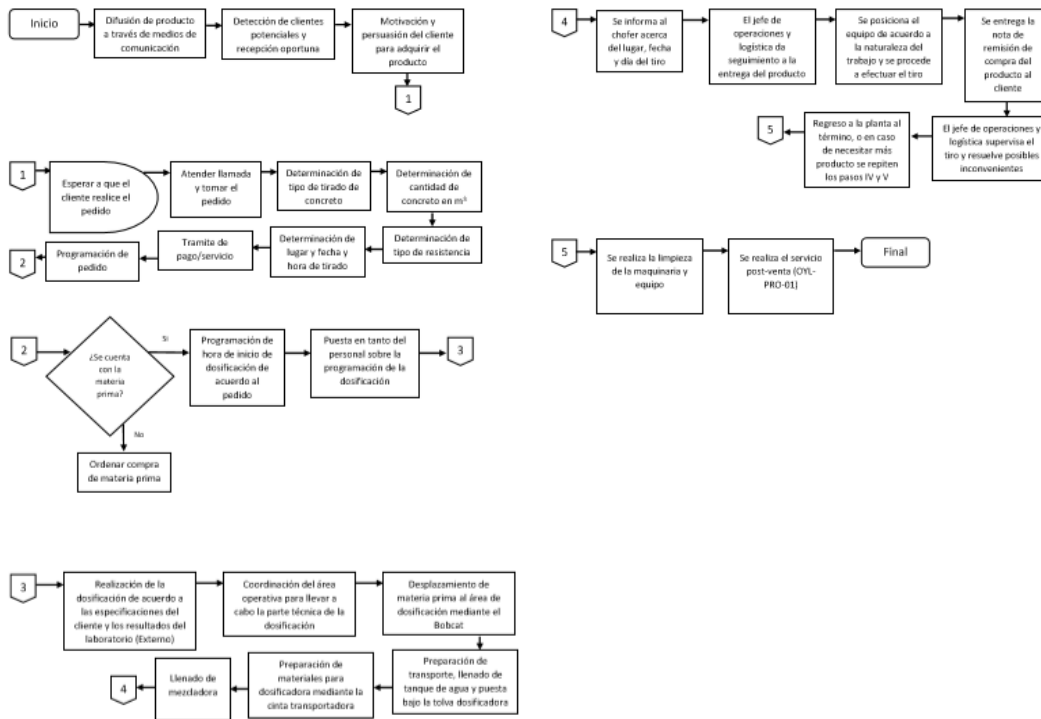 Inicio
Difusión de producto
a través de medios de
comunicación
Detección de clientes
potenciales y
recepción oportuna
Motivación y
persuasión del cliente
para adquirir el
producto
1
1
Esperar a que el
cliente realice el
pedido
Atender llamada
y tomar el
pedido
Determinación de
tipo de tirado de
concreto
Determinación de
cantidad de
concreto en m³
Determinación de
tipo de resistencia
Determinación de
lugar y fecha y
hora de tirado
Tramite de
pago/servicio
Programación de
pedido
2
2
¿Se cuenta
con la
materia
prima?
Si
No
Ordenar compra
de materia prima
Programación de
hora de inicio de
dosificación de
acuerdo al
pedido
Puesta en tanto del
personal sobre la
programación de la
dosificación
3
3
Realización de la
dosificación de acuerdo a
las especificaciones del
cliente y los resultados del
laboratorio (Externo)
Coordinación del área
operativa para llevar a
cabo la parte técnica de la
dosificación
Desplazamiento de
materia prima al área de
dosificación mediante el
Bobcat
Preparación de
transporte, llenado de
tanque de agua y puesta
bajo la tolva dosificadora
Preparación de
materiales para
dosificadora mediante la
cinta transportadora
Llenado de
mezcladora
4
4
Se informa al
chofer acerca
del lugar, fecha
y día del tiro
El jefe de
operaciones y
logística da
seguimiento a la
entrega del producto
Se posiciona el
equipo de acuerdo a
la naturaleza del
trabajo y se procede
a efectuar el tiro
Se entrega la
nota de
remisión de
compra del
producto al
cliente
El jefe de operaciones y
logística supervisa el
tiro y resuelve posibles
inconvenientes
Regreso a la planta al
término, o en caso
de necesitar más
producto se repiten
los pasos IV y V
5
5
Se realiza la limpieza
de la maquinaria y
equipo
Se realiza el servicio
post-venta (OYL-
PRO-01)
Final